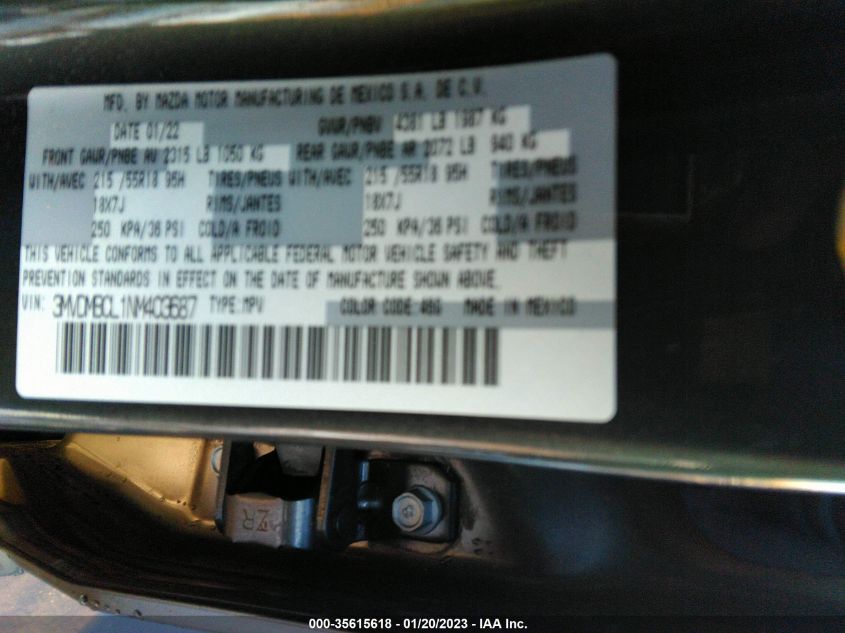 MFD. BY MAZDA MOTOR MANUFACTURING DE MEXICO S.A. DE C.V.
DATE 01/22 GVWR/PNBV 4381 LB 1987 KG
FRONT GAWR/PNBE AV 2315 LB 1050 KG REAR GAWR/PNBE AR 2072 LB 940 KG
WITH/AVEC 215 /55R18 95H TIRES/PNEUS WITH/AVEC 215 /55R18 95H TIRES/PNEUS
18X7J RIMS/JANTES 18X7J RIMS/JANTES
250 KPA/36 PSI COLD/A FROID 250 KPA/36 PSI COLD/A FROID
THIS VEHICLE CONFORMS TO ALL APPLICABLE FEDERAL MOTOR VEHICLE SAFETY AND THEFT
PREVENTION STANDARDS IN EFFECT ON THE DATE OF MANUFACTURE SHOWN ABOVE.
VIN: 3MVDMBCL1NM403687 TYPE:MPV COLOR CODE:46G MADE IN MEXICO
ZR
000-35615618 - 01/20/2023 - IAA Inc.